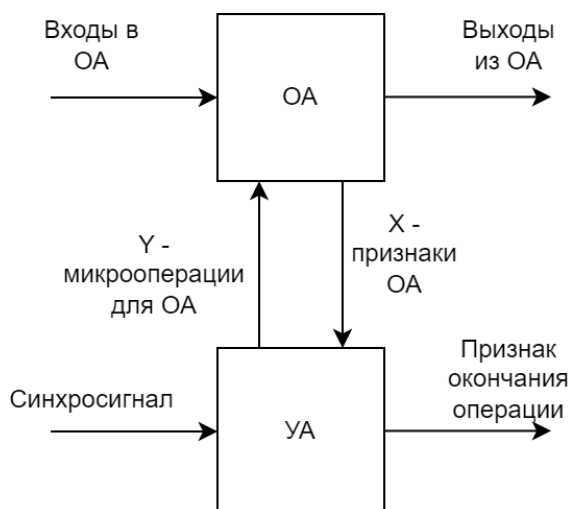 Входы в
ОА
ОА
Выходы
из ОА
Y -
микрооперации
для ОА
X -
признаки
ОА
Синхросигнал
УА
Признак
окончания
операции